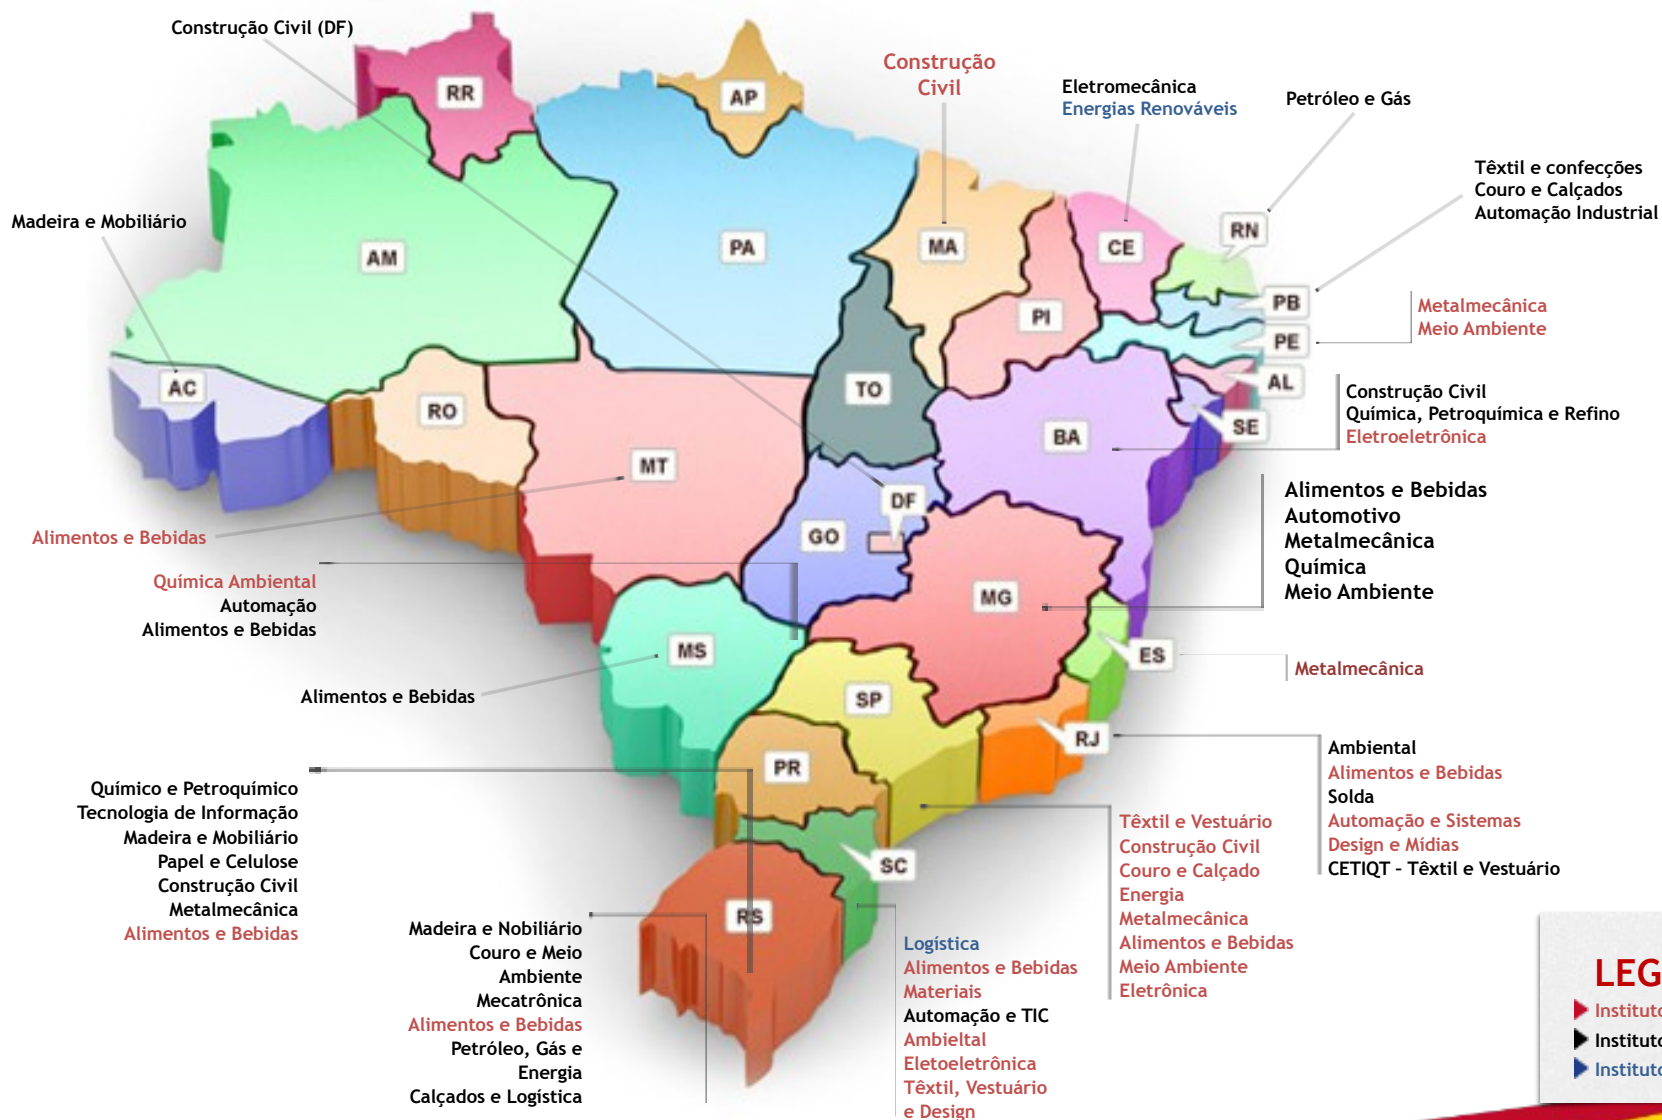 Construção Civil (DF)
Construção
Civil
Eletromecânica
Energias Renováveis
Petróleo e Gás
Têxtil e confecções
Couro e Calçados
Automação Industrial
Madeira e Mobiliário
RR
AP
AM
PA
MA
CE
RN
PI
PB
PE
AL
SE
AC
RO
TO
BA
MT
GO
DF
MG
ES
MS
SP
RJ
PR
SC
RS
Metalmecânica
Meio Ambiente
Construção Civil
Química, Petroquímica e Refino
Eletroeletrônica
Alimentos e Bebidas
Automotivo
Metalmecânica
Química
Meio Ambiente
Alimentos e Bebidas
Química Ambiental
Automação
Alimentos e Bebidas
Alimentos e Bebidas
Metalmecânica
Ambiental
Alimentos e Bebidas
Solda
Automação e Sistemas
Design e Mídias
CETIQT - Têxtil e Vestuário
Químico e Petroquímico
Tecnologia de Informação
Madeira e Mobiliário
Papel e Celulose
Construção Civil
Metalmecânica
Alimentos e Bebidas
Têxtil e Vestuário
Construção Civil
Couro e Calçado
Energia
Metalmecânica
Alimentos e Bebidas
Meio Ambiente
Eletrônica
Madeira e Nobiliário
Couro e Meio
Ambiente
Mecatrônica
Alimentos e Bebidas
Petróleo, Gás e
Energia
Calçados e Logística
Logística
Alimentos e Bebidas
Materiais
Automação e TIC
Ambieltal
Eletoeletrônica
Têxtil, Vestuário
e Design
LEG
Instituto
Instituto
Instituto